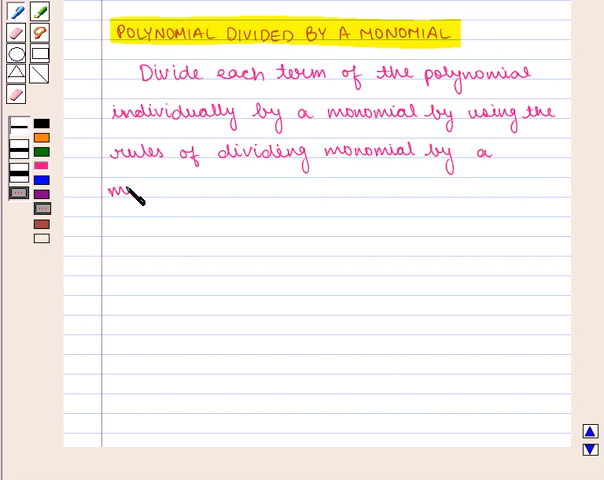 POLYNOMIAL DIVIDED BY A MONOMIAL
Divide each term of the polynomial
individually by a monomial by using the
rules of dividing monomial by a